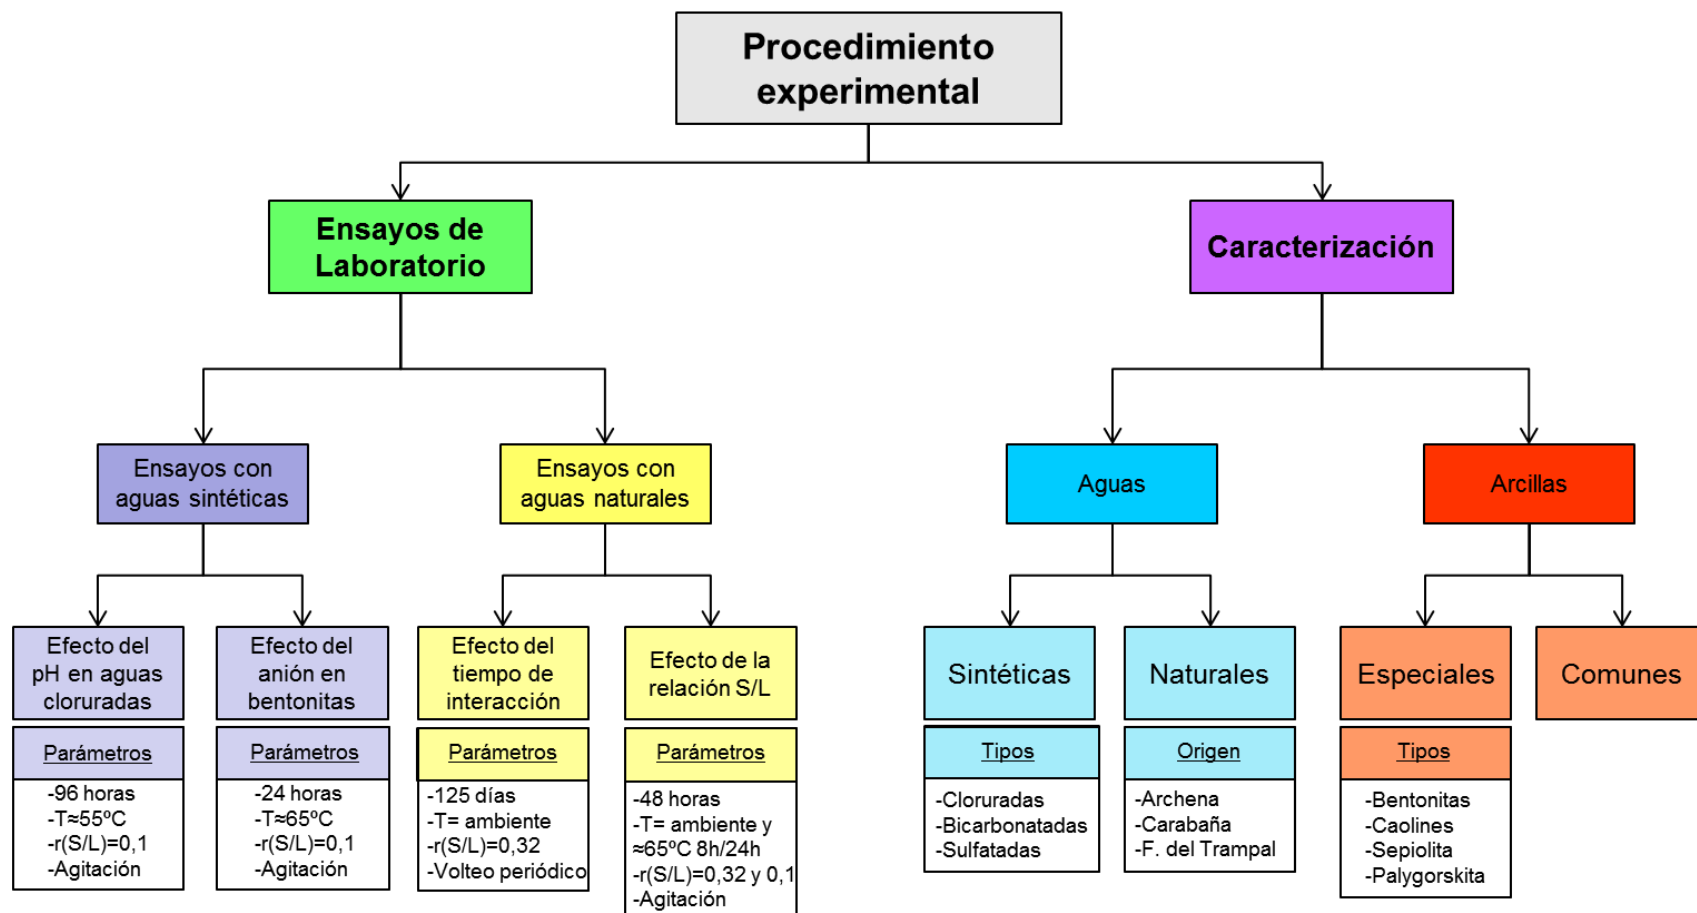 Procedimiento
experimental
Ensayos de
Laboratorio
Caracterización
Ensayos con
aguas sintéticas
Ensayos con
aguas naturales
Aguas
Arcillas
Efecto del
pH en aguas
cloruradas
Efecto del
anión en
bentonitas
Efecto del
tiempo de
interacción
Efecto de la
relación S/L
Sintéticas
Naturales
Especiales
Comunes
Parámetros
-96 horas
-T≈55ºC
-r(S/L)=0,1
-Agitación
Parámetros
-24 horas
-T≈65ºC
-r(S/L)=0,1
-Agitación
Parámetros
-125 días
-T= ambiente
-r(S/L)=0,32
-Volteo periódico
Parámetros
-48 horas
-T= ambiente y
≈65ºC 8h/24h
-r(S/L)=0,32 y 0,1
-Agitación
Tipos
-Cloruradas
-Bicarbonatadas
-Sulfatadas
Origen
-Archena
-Carabaña
-F. del Trampal
Tipos
-Bentonitas
-Caolines
-Sepiolita
-Palygorskita